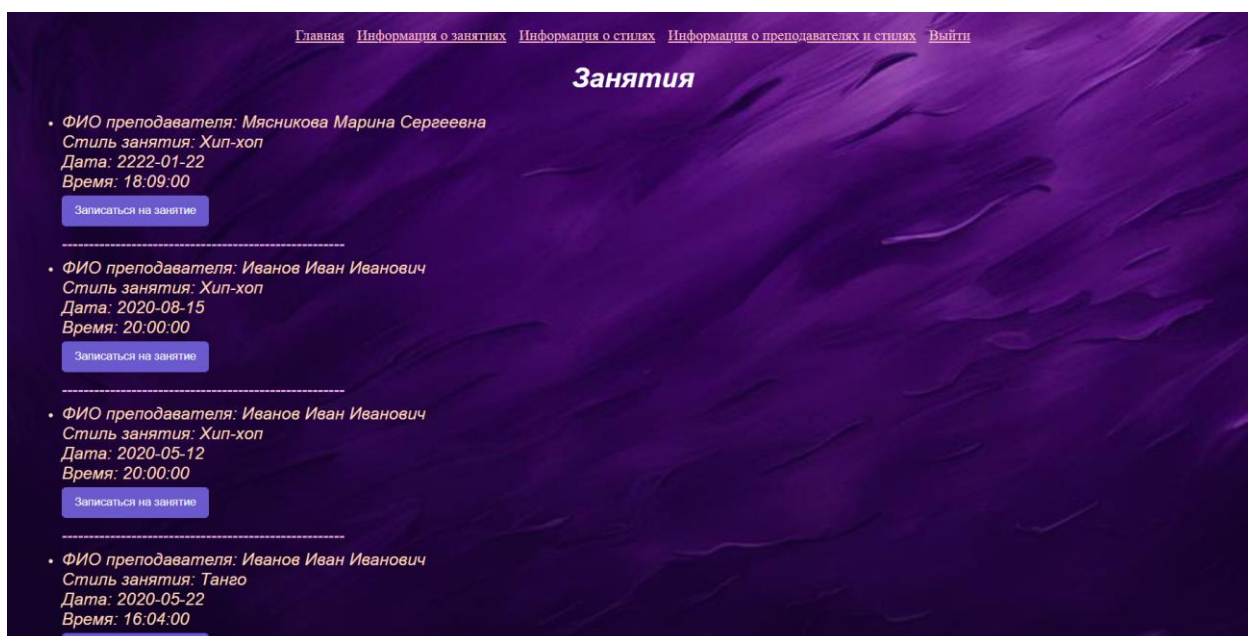 Главная Информация о занятиях Информация о стилях Информация о преподавателях и стилях Выйти
Занятия
• ФИО преподавателя: Мясникова Марина Сергеевна
Стиль занятия: Хип-хоп
Дата: 2222-01-22
Время: 18:09:00
Записаться на занятие
------------------------------------------------------
• ФИО преподавателя: Иванов Иван Иванович
Стиль занятия: Хип-хоп
Дата: 2020-08-15
Время: 20:00:00
Записаться на занятие
------------------------------------------------------
• ФИО преподавателя: Иванов Иван Иванович
Стиль занятия: Хип-хоп
Дата: 2020-05-12
Время: 20:00:00
Записаться на занятие
------------------------------------------------------
• ФИО преподавателя: Иванов Иван Иванович
Стиль занятия: Танго
Дата: 2020-05-22
Время: 16:04:00